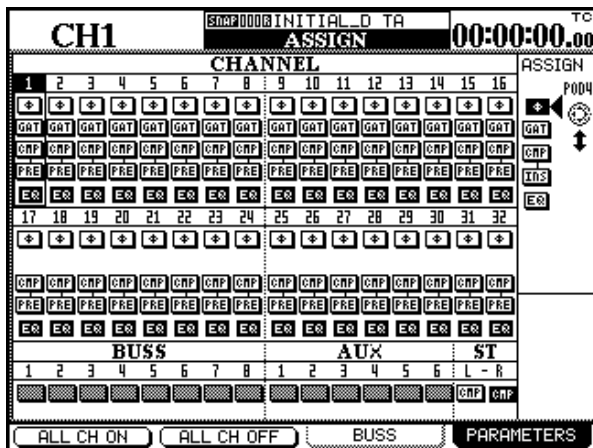 CH1
SNAP000 INITIAL_D TA
ASSIGN
TC
00:00:00.00
CHANNEL
1 2 3 4 5 6 7 8 9 10 11 12 13 14 15 16
Φ Φ Φ Φ Φ Φ Φ Φ Φ Φ Φ Φ Φ Φ Φ Φ
GAT GAT GAT GAT GAT GAT GAT GAT GAT GAT GAT GAT GAT GAT GAT GAT
CMP CMP CMP CMP CMP CMP CMP CMP CMP CMP CMP CMP CMP CMP CMP CMP
PRE PRE PRE PRE PRE PRE PRE PRE PRE PRE PRE PRE PRE PRE PRE PRE
EQ EQ EQ EQ EQ EQ EQ EQ EQ EQ EQ EQ EQ EQ EQ EQ
17 18 19 20 21 22 23 24 25 26 27 28 29 30 31 32
Φ Φ Φ Φ Φ Φ Φ Φ Φ Φ Φ Φ Φ Φ Φ Φ
CMP CMP CMP CMP CMP CMP CMP CMP CMP CMP CMP CMP CMP CMP CMP CMP
PRE PRE PRE PRE PRE PRE PRE PRE PRE PRE PRE PRE PRE PRE PRE PRE
EQ EQ EQ EQ EQ EQ EQ EQ EQ EQ EQ EQ EQ EQ EQ EQ
BUSS AUX ST
1 2 3 4 5 6 7 8 1 2 3 4 5 6 L - R
CMP CMP
ASSIGN
POD4
Φ
GAT
CMP
INS
EQ
ALL CH ON ALL CH OFF BUSS PARAMETERS